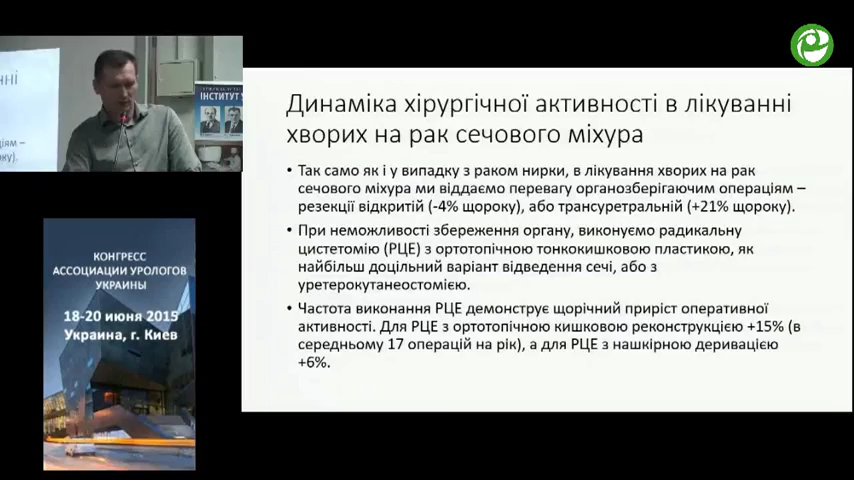 нні
ІНСТИТУТ У
ціям –
оку).
Динаміка хірургічної активності в лікуванні
хворих на рак сечового міхура
• Так само як і у випадку з раком нирки, в лікування хворих на рак
сечового міхура ми віддаємо перевагу органозберігаючим операціям –
резекції відкритій (-4% щороку), або трансуретральній (+21% щороку).
• При неможливості збереження органу, виконуємо радикальну
цистетомію (РЦЕ) з ортотопічною тонкокишковою пластикою, як
найбільш доцільний варіант відведення сечі, або з
уретерокутанеостомією.
• Частота виконання РЦЕ демонструє щорічний приріст оперативної
активності. Для РЦЕ з ортотопічною кишковою реконструкцією +15% (в
середньому 17 операцій на рік), а для РЦЕ з нашкірною деривацією
+6%.
КОНГРЕСС
АССОЦИАЦИИ УРОЛОГОВ
УКРАИНЫ
18-20 июня 2015
Украина, г. Киев